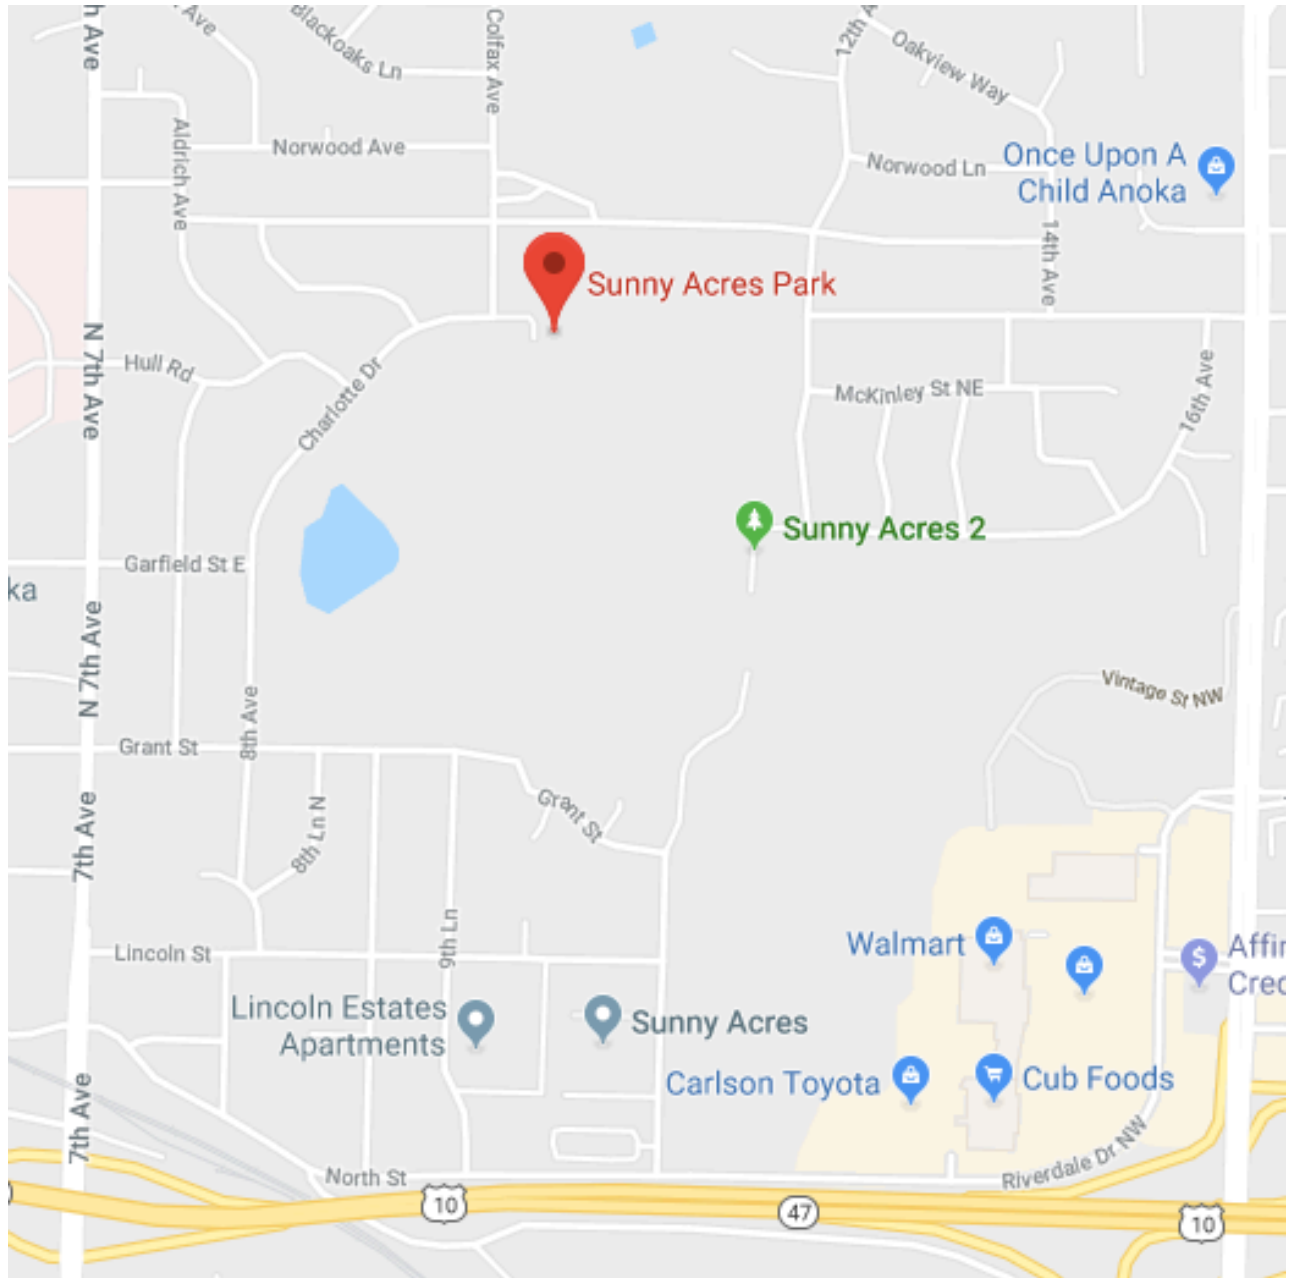 h Ave
Ave
Blackoaks Ln
Colfax Ave
12th A
Oakview Way
Aldrich Ave
Norwood Ave
Norwood Ln
Once Upon A
Child Anoka
14th Ave
Sunny Acres Park
N 7th Ave
Hull Rd
Charlotte Dr
McKinley St NE
16th Ave
Sunny Acres 2
Garfield St E
ka
N 7th Ave
Vintage St NW
8th Ave
Grant St
Grant St
7th Ave
8th Ln N
9th Ln
Lincoln St
Walmart
$
Affin
Cred
Lincoln Estates
Apartments
Sunny Acres
Carlson Toyota
Cub Foods
7th Ave
North St
Riverdale Dr NW
10
47
10